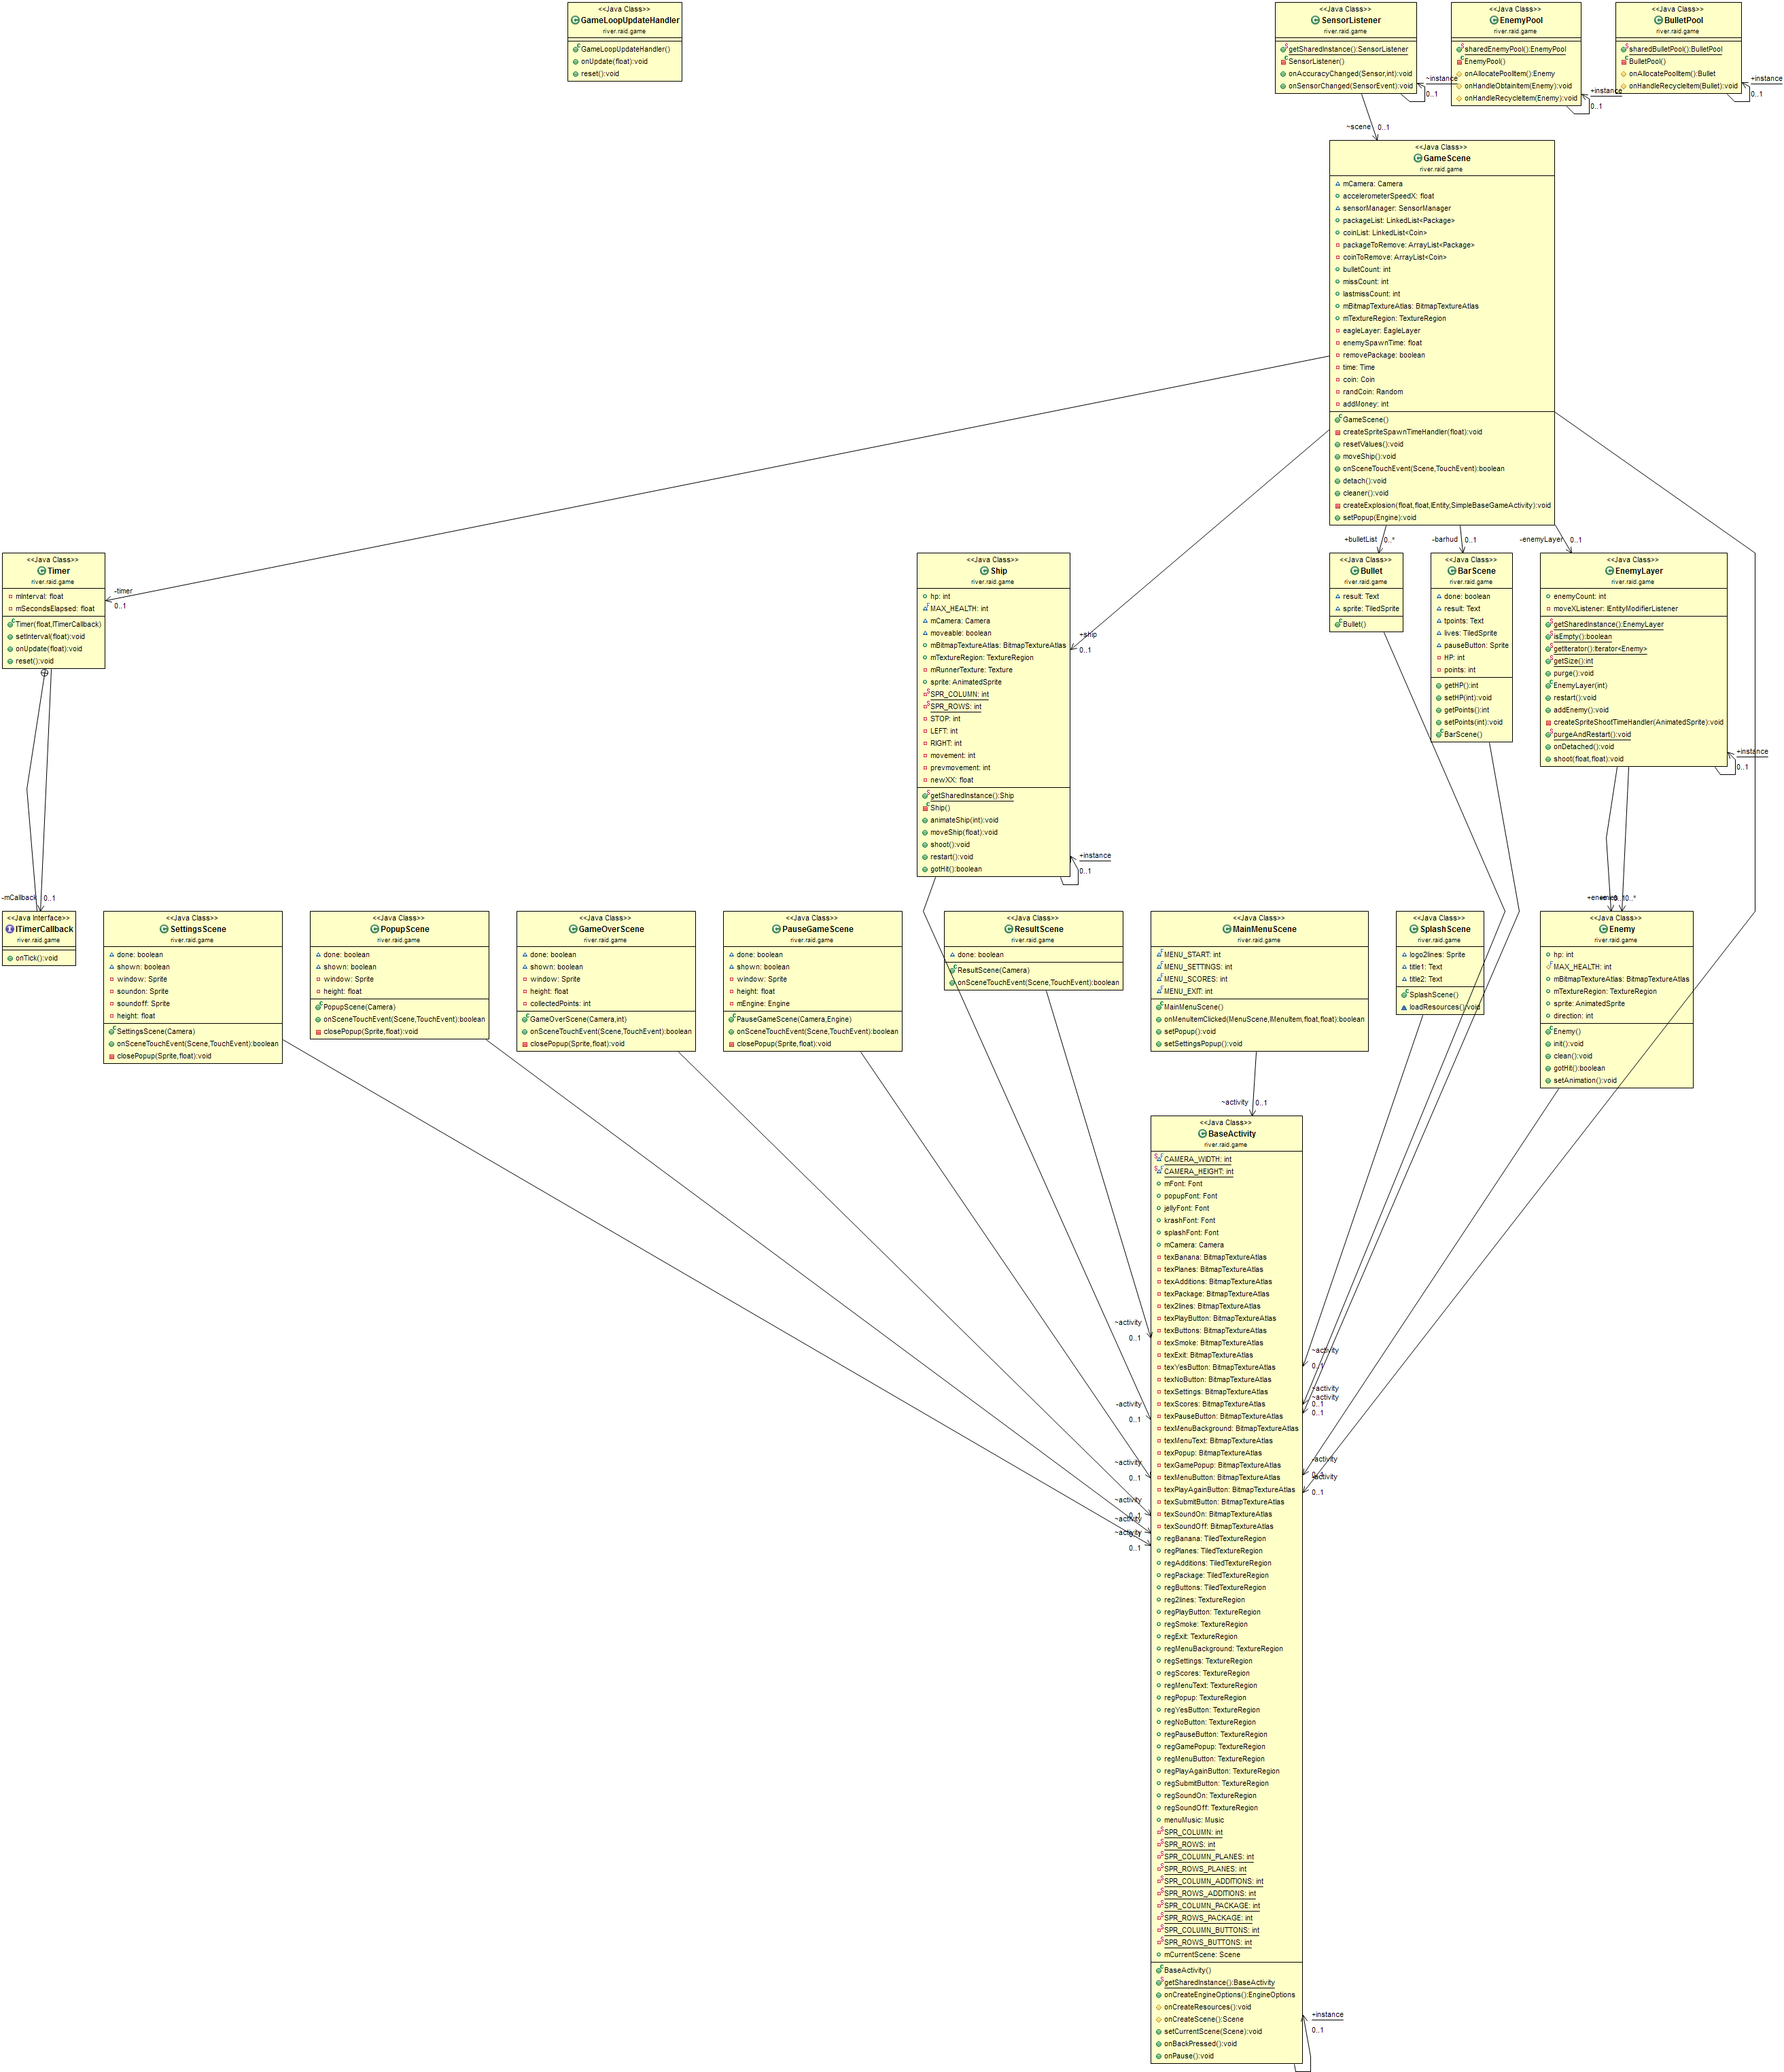 <<Java Class>>
GameLoopUpdateHandler
river.raid.game
GameLoopUpdateHandler()
onUpdate(float):void
reset():void
<<Java Class>>
SensorListener
river.raid.game
getSharedInstance():SensorListener
SensorListener()
onAccuracyChanged(Sensor,int):void
onSensorChanged(SensorEvent):void
~instance
0..1
<<Java Class>>
EnemyPool
river.raid.game
sharedEnemyPool():EnemyPool
EnemyPool()
onAllocatePoolItem():Enemy
onHandleObtainItem(Enemy):void
onHandleRecycleItem(Enemy):void
+instance
0..1
<<Java Class>>
BulletPool
river.raid.game
sharedBulletPool():BulletPool
BulletPool()
onAllocatePoolItem():Bullet
onHandleRecycleItem(Bullet):void
+instance
0..1
~scene
0..1
<<Java Class>>
GameScene
river.raid.game
mCamera: Camera
accelerometerSpeedX: float
sensorManager: SensorManager
packageList: LinkedList<Package>
coinList: LinkedList<Coin>
packageToRemove: ArrayList<Package>
coinToRemove: ArrayList<Coin>
bulletCount: int
missCount: int
lastmissCount: int
mBitmapTextureAtlas: BitmapTextureAtlas
mTextureRegion: TextureRegion
eagleLayer: EagleLayer
enemySpawnTime: float
removePackage: boolean
time: Time
coin: Coin
randCoin: Random
addMoney: int
GameScene()
createSpriteSpawnTimeHandler(float):void
resetValues():void
moveShip():void
onSceneTouchEvent(Scene,TouchEvent):boolean
detach():void
cleaner():void
createExplosion(float,float,IEntity,SimpleBaseGameActivity):void
setPopup(Engine):void
+bulletList
0..*
-barhud
0..1
-enemyLayer
0..1
<<Java Class>>
Timer
river.raid.game
mInterval: float
mSecondsElapsed: float
Timer(float,ITimerCallback)
setInterval(float):void
onUpdate(float):void
reset():void
-timer
0..1
<<Java Class>>
Ship
river.raid.game
hp: int
MAX_HEALTH: int
mCamera: Camera
moveable: boolean
mBitmapTextureAtlas: BitmapTextureAtlas
mTextureRegion: TextureRegion
mRunnerTexture: Texture
sprite: AnimatedSprite
SPR_COLUMN: int
SPR_ROWS: int
STOP: int
LEFT: int
RIGHT: int
movement: int
prevmovement: int
newXX: float
getSharedInstance():Ship
Ship()
animateShip(int):void
moveShip(float):void
shoot():void
restart():void
gotHit():boolean
+ship
0..1
+instance
0..1
<<Java Class>>
Bullet
river.raid.game
result: Text
sprite: TiledSprite
Bullet()
<<Java Class>>
BarScene
river.raid.game
done: boolean
result: Text
tpoints: Text
lives: TiledSprite
pauseButton: Sprite
HP: int
points: int
getHP():int
setHP(int):void
getPoints():int
setPoints(int):void
BarScene()
<<Java Class>>
EnemyLayer
river.raid.game
enemyCount: int
moveXListener: IEntityModifierListener
getSharedInstance():EnemyLayer
isEmpty():boolean
getIterator():Iterator<Enemy>
getSize():int
purge():void
EnemyLayer(int)
restart():void
addEnemy():void
createSpriteShootTimeHandler(AnimatedSprite):void
purgeAndRestart():void
onDetached():void
shoot(float,float):void
+instance
0..1
-mCallback
0..1
<<Java Interface>>
ITimerCallback
river.raid.game
onTick():void
<<Java Class>>
SettingsScene
river.raid.game
done: boolean
shown: boolean
window: Sprite
soundon: Sprite
soundoff: Sprite
height: float
SettingsScene(Camera)
onSceneTouchEvent(Scene,TouchEvent):boolean
closePopup(Sprite,float):void
<<Java Class>>
PopupScene
river.raid.game
done: boolean
shown: boolean
window: Sprite
height: float
PopupScene(Camera)
onSceneTouchEvent(Scene,TouchEvent):boolean
closePopup(Sprite,float):void
<<Java Class>>
GameOverScene
river.raid.game
done: boolean
shown: boolean
window: Sprite
height: float
collectedPoints: int
GameOverScene(Camera,int)
onSceneTouchEvent(Scene,TouchEvent):boolean
closePopup(Sprite,float):void
<<Java Class>>
PauseGameScene
river.raid.game
done: boolean
shown: boolean
window: Sprite
height: float
mEngine: Engine
PauseGameScene(Camera,Engine)
onSceneTouchEvent(Scene,TouchEvent):boolean
closePopup(Sprite,float):void
<<Java Class>>
ResultScene
river.raid.game
done: boolean
ResultScene(Camera)
onSceneTouchEvent(Scene,TouchEvent):boolean
<<Java Class>>
MainMenuScene
river.raid.game
MENU_START: int
MENU_SETTINGS: int
MENU_SCORES: int
MENU_EXIT: int
MainMenuScene()
onMenuItemClicked(MenuScene,IMenuItem,float,float):boolean
setPopup():void
setSettingsPopup():void
<<Java Class>>
SplashScene
river.raid.game
logo2lines: Sprite
title1: Text
title2: Text
SplashScene()
loadResources():void
0..*
<<Java Class>>
Enemy
river.raid.game
hp: int
MAX_HEALTH: int
mBitmapTextureAtlas: BitmapTextureAtlas
mTextureRegion: TextureRegion
sprite: AnimatedSprite
direction: int
Enemy()
init():void
clean():void
gotHit():boolean
setAnimation():void
~activity
0..1
<<Java Class>>
BaseActivity
river.raid.game
CAMERA_WIDTH: int
CAMERA_HEIGHT: int
mFont: Font
popupFont: Font
jellyFont: Font
krashFont: Font
splashFont: Font
mCamera: Camera
texBanana: BitmapTextureAtlas
texPlanes: BitmapTextureAtlas
texAdditions: BitmapTextureAtlas
texPackage: BitmapTextureAtlas
tex2lines: BitmapTextureAtlas
texPlayButton: BitmapTextureAtlas
texButtons: BitmapTextureAtlas
texSmoke: BitmapTextureAtlas
texExit: BitmapTextureAtlas
texYesButton: BitmapTextureAtlas
texNoButton: BitmapTextureAtlas
texSettings: BitmapTextureAtlas
texScores: BitmapTextureAtlas
texPauseButton: BitmapTextureAtlas
texMenuBackground: BitmapTextureAtlas
texMenuText: BitmapTextureAtlas
texPopup: BitmapTextureAtlas
texGamePopup: BitmapTextureAtlas
texMenuButton: BitmapTextureAtlas
texPlayAgainButton: BitmapTextureAtlas
texSubmitButton: BitmapTextureAtlas
texSoundOn: BitmapTextureAtlas
texSoundOff: BitmapTextureAtlas
regBanana: TiledTextureRegion
regPlanes: TiledTextureRegion
regAdditions: TiledTextureRegion
regPackage: TiledTextureRegion
regButtons: TiledTextureRegion
reg2lines: TextureRegion
regPlayButton: TextureRegion
regSmoke: TextureRegion
regExit: TextureRegion
regMenuBackground: TextureRegion
regSettings: TextureRegion
regScores: TextureRegion
regMenuText: TextureRegion
regPopup: TextureRegion
regYesButton: TextureRegion
regNoButton: TextureRegion
regPauseButton: TextureRegion
regGamePopup: TextureRegion
regMenuButton: TextureRegion
regPlayAgainButton: TextureRegion
regSubmitButton: TextureRegion
regSoundOn: TextureRegion
regSoundOff: TextureRegion
menuMusic: Music
SPR_COLUMN: int
SPR_ROWS: int
SPR_COLUMN_PLANES: int
SPR_ROWS_PLANES: int
SPR_COLUMN_ADDITIONS: int
SPR_ROWS_ADDITIONS: int
SPR_COLUMN_PACKAGE: int
SPR_ROWS_PACKAGE: int
SPR_COLUMN_BUTTONS: int
SPR_ROWS_BUTTONS: int
mCurrentScene: Scene
BaseActivity()
getSharedInstance():BaseActivity
onCreateEngineOptions():EngineOptions
onCreateResources():void
onCreateScene():Scene
setCurrentScene(Scene):void
onBackPressed():void
onPause():void
~activity
0..1
-activity
0..1
~activity
0..1
~activity
~activity
~activity
0..1
~activity
0..1
~activity
~activity
0..1
0..1
-activity
0..1
+instance
0..1